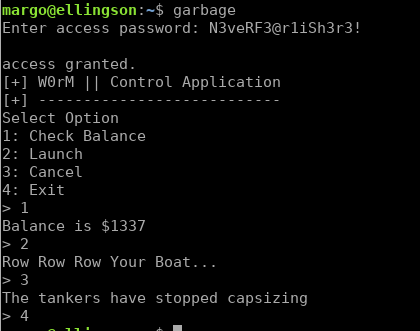 margo@ellingson:~$ garbage
Enter access password: N3veRF3@r1iSh3r3!
access granted.
[+] W0rM || Control Application
[+] ---------------------------
Select Option
1: Check Balance
2: Launch
3: Cancel
4: Exit
> 1
Balance is $1337
> 2
Row Row Row Your Boat...
> 3
The tankers have stopped capsizing
> 4
margo@ellingson:~$